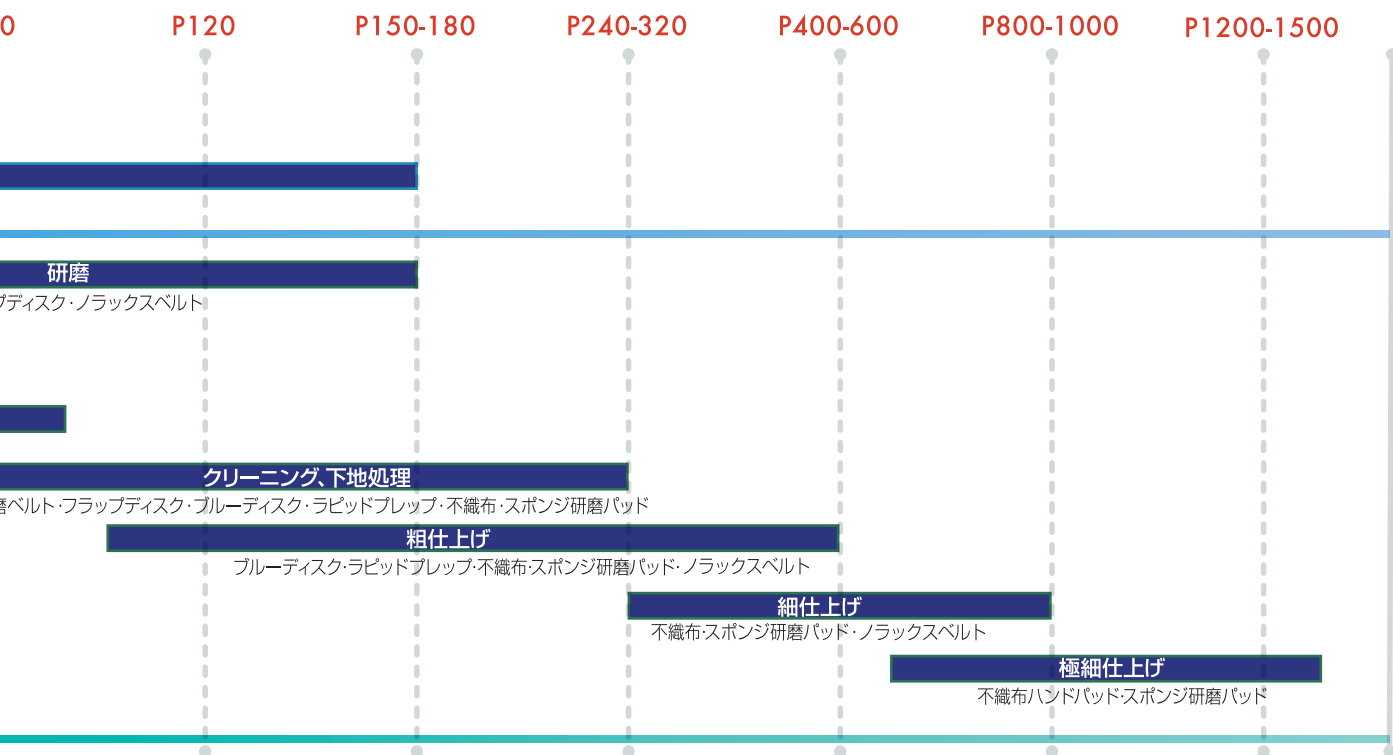 0 P120 P150-180 P240-320 P400-600 P800-1000 P1200-1500
研磨
プディスク・ノラックスベルト
クリーニング、下地処理
磨ベルト・フラップディスク・ブルーディスク・ラピッドプレップ・不織布・スポンジ研磨パッド
粗仕上げ
ブルーディスク・ラピッドプレップ・不織布・スポンジ研磨パッド・ノラックスベルト
細仕上げ
不織布・スポンジ研磨パッド・ノラックスベルト
極細仕上げ
不織布ハンドパッド・スポンジ研磨パッド